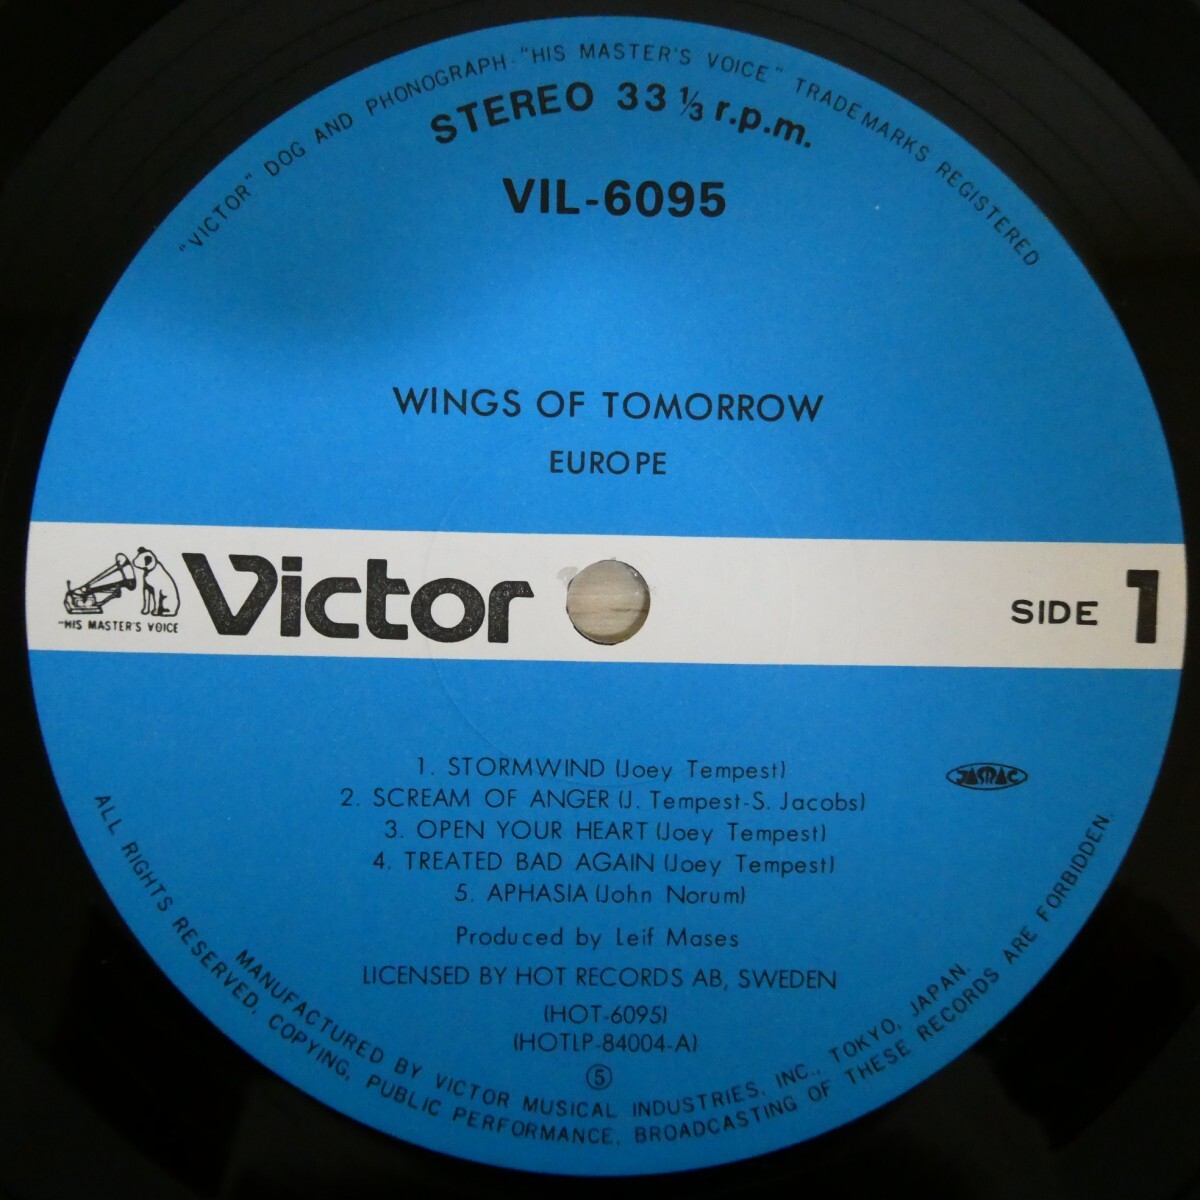 "VICTOR" DOG AND PHONOGRAPH-"HIS MASTER'S VOICE" TRADEMARKS REGISTERED
STEREO 33 ⅓ r.p.m.
VIL-6095
WINGS OF TOMORROW
EUROPE
Victor
"HIS MASTER'S VOICE
SIDE 1
1. STORMWIND (Joey Tempest)
2. SCREAM OF ANGER (J. Tempest-S. Jacobs)
3. OPEN YOUR HEART (Joey Tempest)
4. TREATED BAD AGAIN (Joey Tempest)
5. APHASIA (John Norum)
JASRAC
Produced by Leif Mases
LICENSED BY HOT RECORDS AB, SWEDEN
(HOT-6095)
(HOTLP-84004-A)
⑤
MANUFACTURED BY VICTOR MUSICAL INDUSTRIES, INC., TOKYO, JAPAN.
ALL RIGHTS RESERVED, COPYING, PUBLIC PERFORMANCE, BROADCASTING OF THESE RECORDS ARE FORBIDDEN.